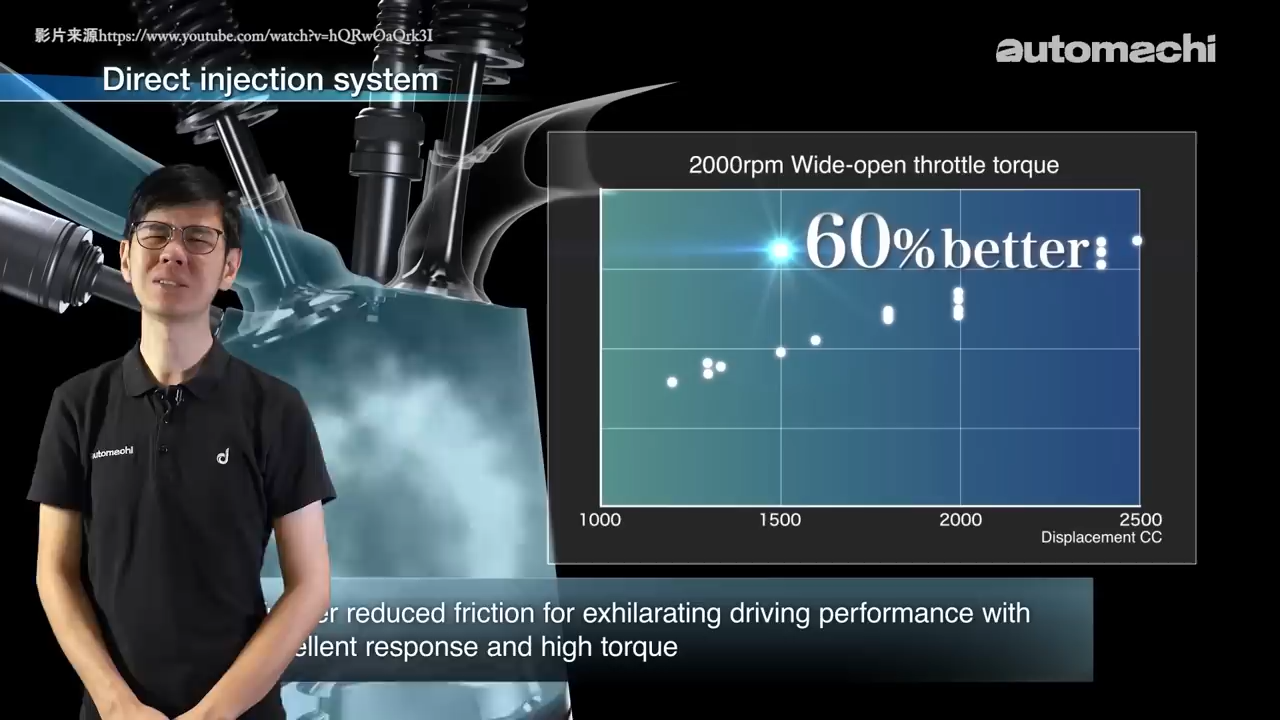 影片来源https://www.youtube.com/watch?v=hQRwOaQrk3I
automachi
Direct injection system
2000rpm Wide-open throttle torque
60% better
1000 1500 2000 2500
Displacement CC
automachi
reduced friction for exhilarating driving performance with
response and high torque